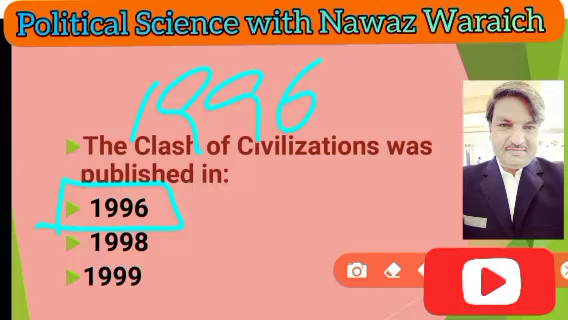 Political Science with Nawaz Waraich
1996
The Clash of Civilizations was
published in:
1996
1998
1999